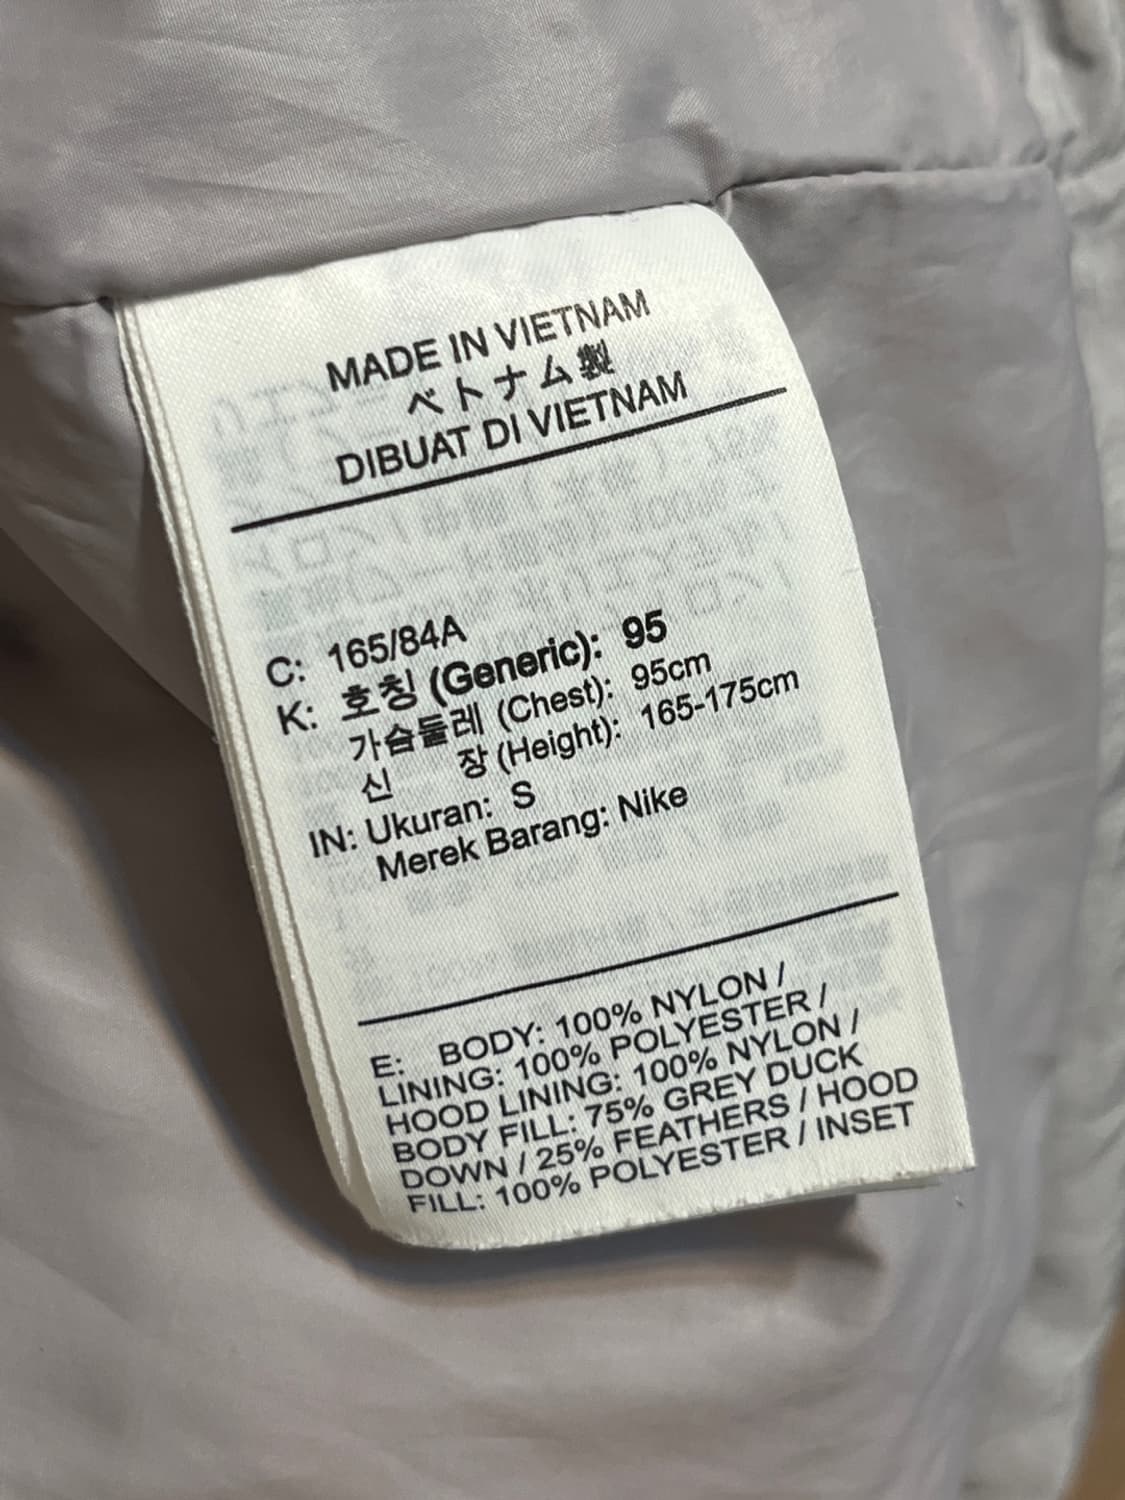 MADE IN VIETNAM
ベトナム製
DIBUAT DI VIETNAM
C: 165/84A
K: 호칭 (Generic): 95
가슴둘레 (Chest): 95cm
신 장 (Height): 165-175cm
IN: Ukuran: S
Merek Barang: Nike
E: BODY: 100% NYLON /
LINING: 100% POLYESTER /
HOOD LINING: 100% NYLON /
BODY FILL: 75% GREY DUCK
DOWN / 25% FEATHERS / HOOD
FILL: 100% POLYESTER / INSET